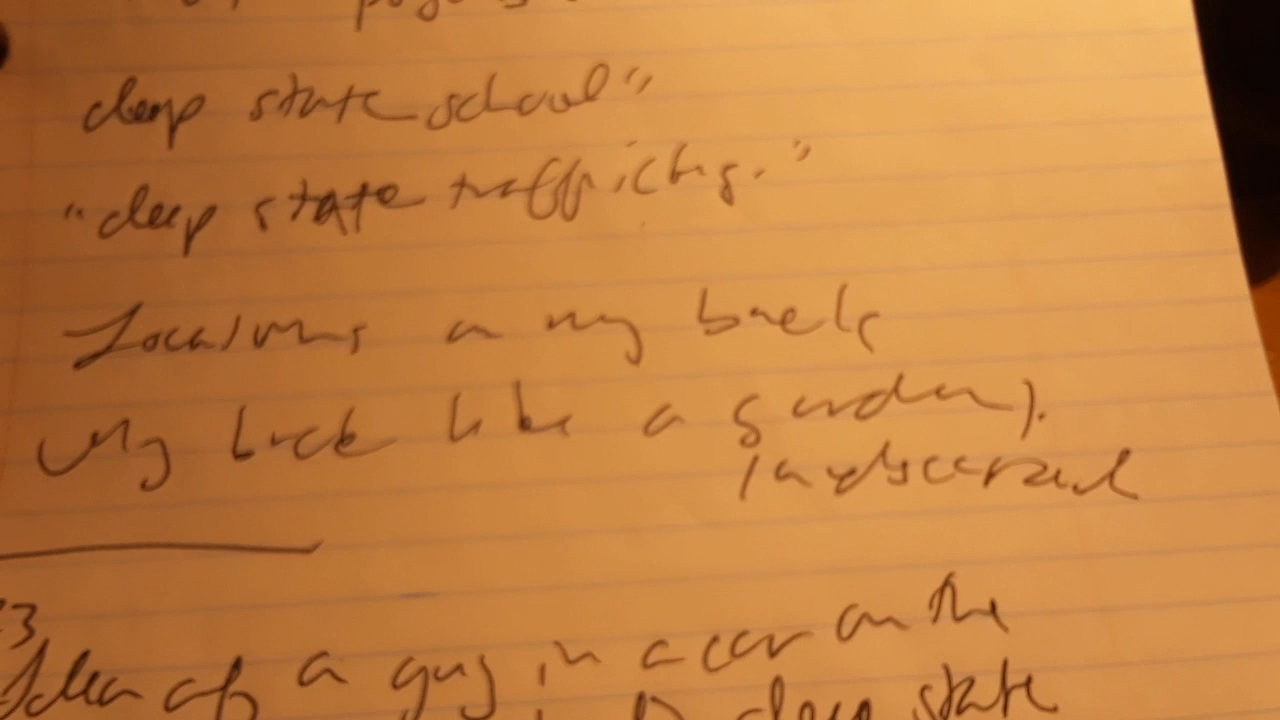 deep state school"
"deep state trafficking."
Locations on my back
My back like a garden).
landscaped
Idea of a guy in a car on the
deep state